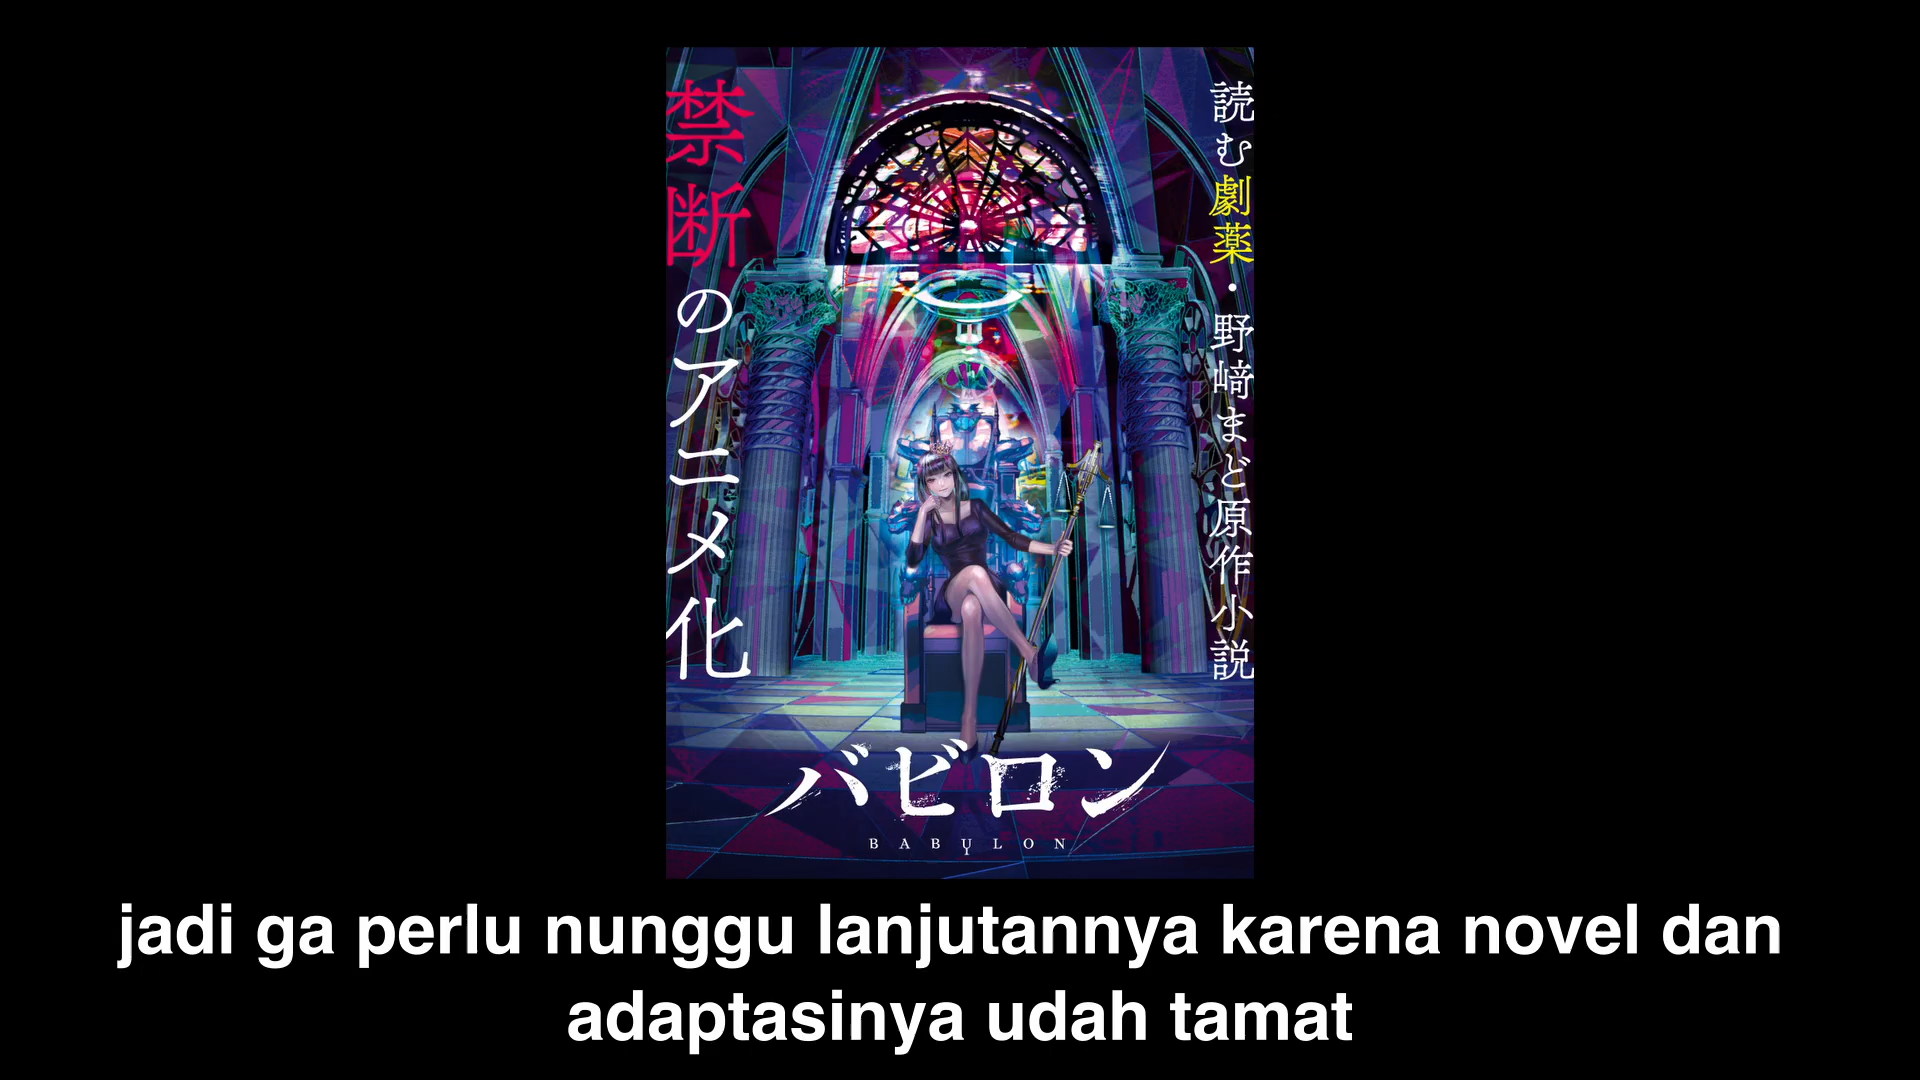 読む劇薬・野﨑まど原作小説
禁断のアニメ化
バビロン
BABYLON
jadi ga perlu nunggu lanjutannya karena novel dan
adaptasinya udah tamat